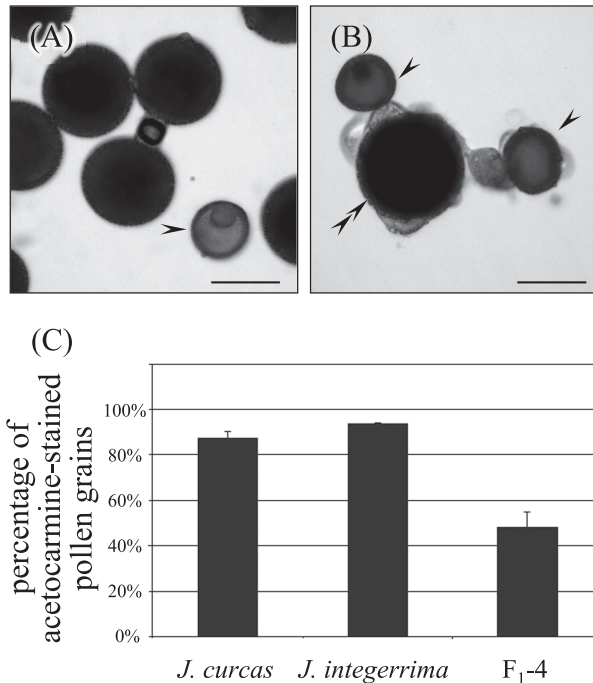 (A)
(B)
(C)
percentage of
acetocarmine-stained
pollen grains
100%
80%
60%
40%
20%
0%
J. curcas J. integerrima F₁-4